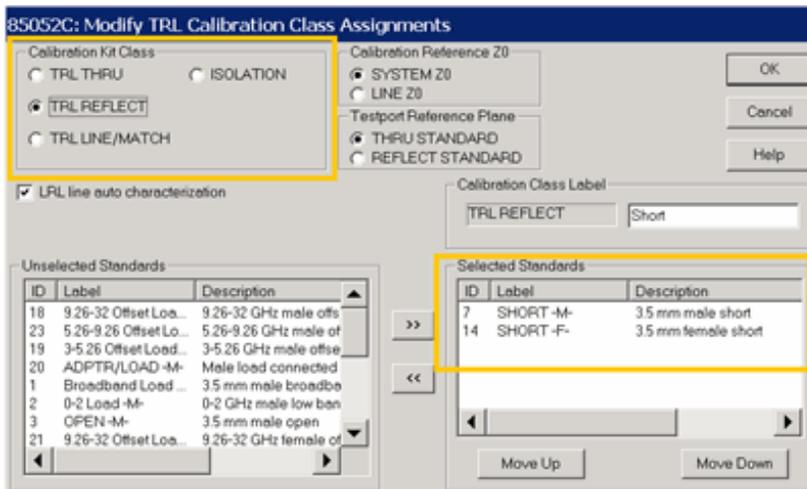 85052C: Modify TRL Calibration Class Assignments
Calibration Kit Class
TRL THRU
ISOLATION
TRL REFLECT
TRL LINE/MATCH
Calibration Reference Z0
SYSTEM Z0
LINE Z0
Testport Reference Plane
THRU STANDARD
REFLECT STANDARD
OK
Cancel
Help
LRL line auto characterization
Calibration Class Label
TRL REFLECT
Short
Unselected Standards
ID Label Description
18 9.26-32 Offset Loa... 9.26-32 GHz male offs
23 5.26-9.26 Offset Lo... 5.26-9.26 GHz male of
19 3-5.26 Offset Load... 3-5.26 GHz male offse
20 ADPTR/LOAD -M- Male load connected
1 Broadband Load ... 3.5 mm male broadba
2 0-2 Load -M- 0-2 GHz male low ban
3 OPEN -M- 3.5 mm male open
21 9.26-32 Offset Loa... 9.26-32 GHz female of
>>
<<
Selected Standards
ID Label Description
7 SHORT -M- 3.5 mm male short
14 SHORT -F- 3.5 mm female short
Move Up
Move Down